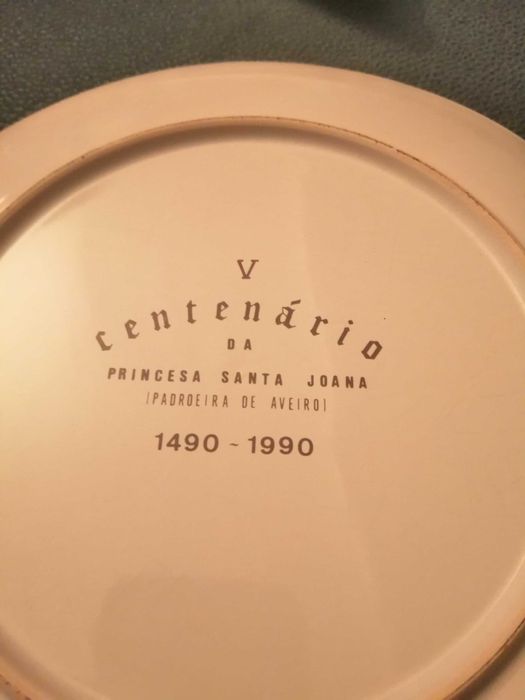 V
Centenário
DA
PRINCESA SANTA JOANA
(PADROEIRA DE AVEIRO)
1490 - 1990